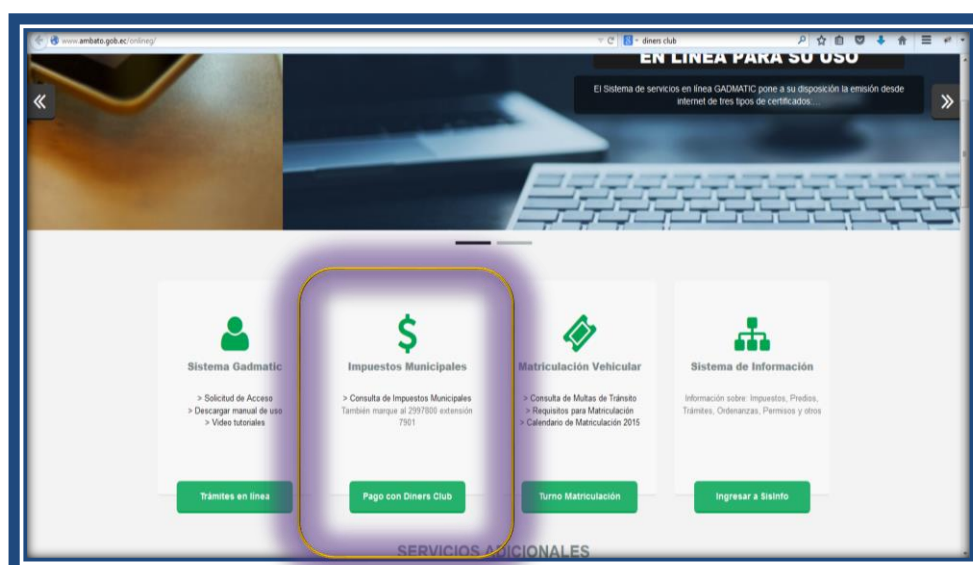 www.ambato.gob.ec/onlineg/
diners club
EN LINEA PARA SU USO
El Sistema de servicios en línea GADMATIC pone a su disposición la emisión desde
internet de tres tipos de certificados....
Sistema Gadmatic
> Solicitud de Acceso
> Descargar manual de uso
> Video tutoriales
Trámites en línea
Impuestos Municipales
> Consulta de Impuestos Municipales
También marque al 2997800 extensión
7901
Pago con Diners Club
Matriculación Vehicular
> Consulta de Multas de Tránsito
> Requisitos para Matriculación
> Calendario de Matriculación 2015
Turno Matriculación
Sistema de Información
Información sobre: Impuestos, Predios,
Trámites, Ordenanzas, Permisos y otros
Ingresar a SisInfo
SERVICIOS ADICIONALES